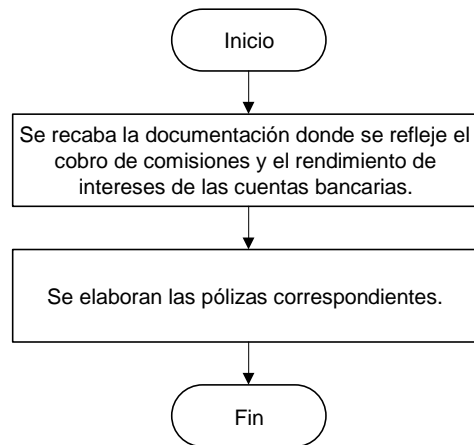 Inicio
Se recaba la documentación donde se refleje el
cobro de comisiones y el rendimiento de
intereses de las cuentas bancarias.
Se elaboran las pólizas correspondientes.
Fin